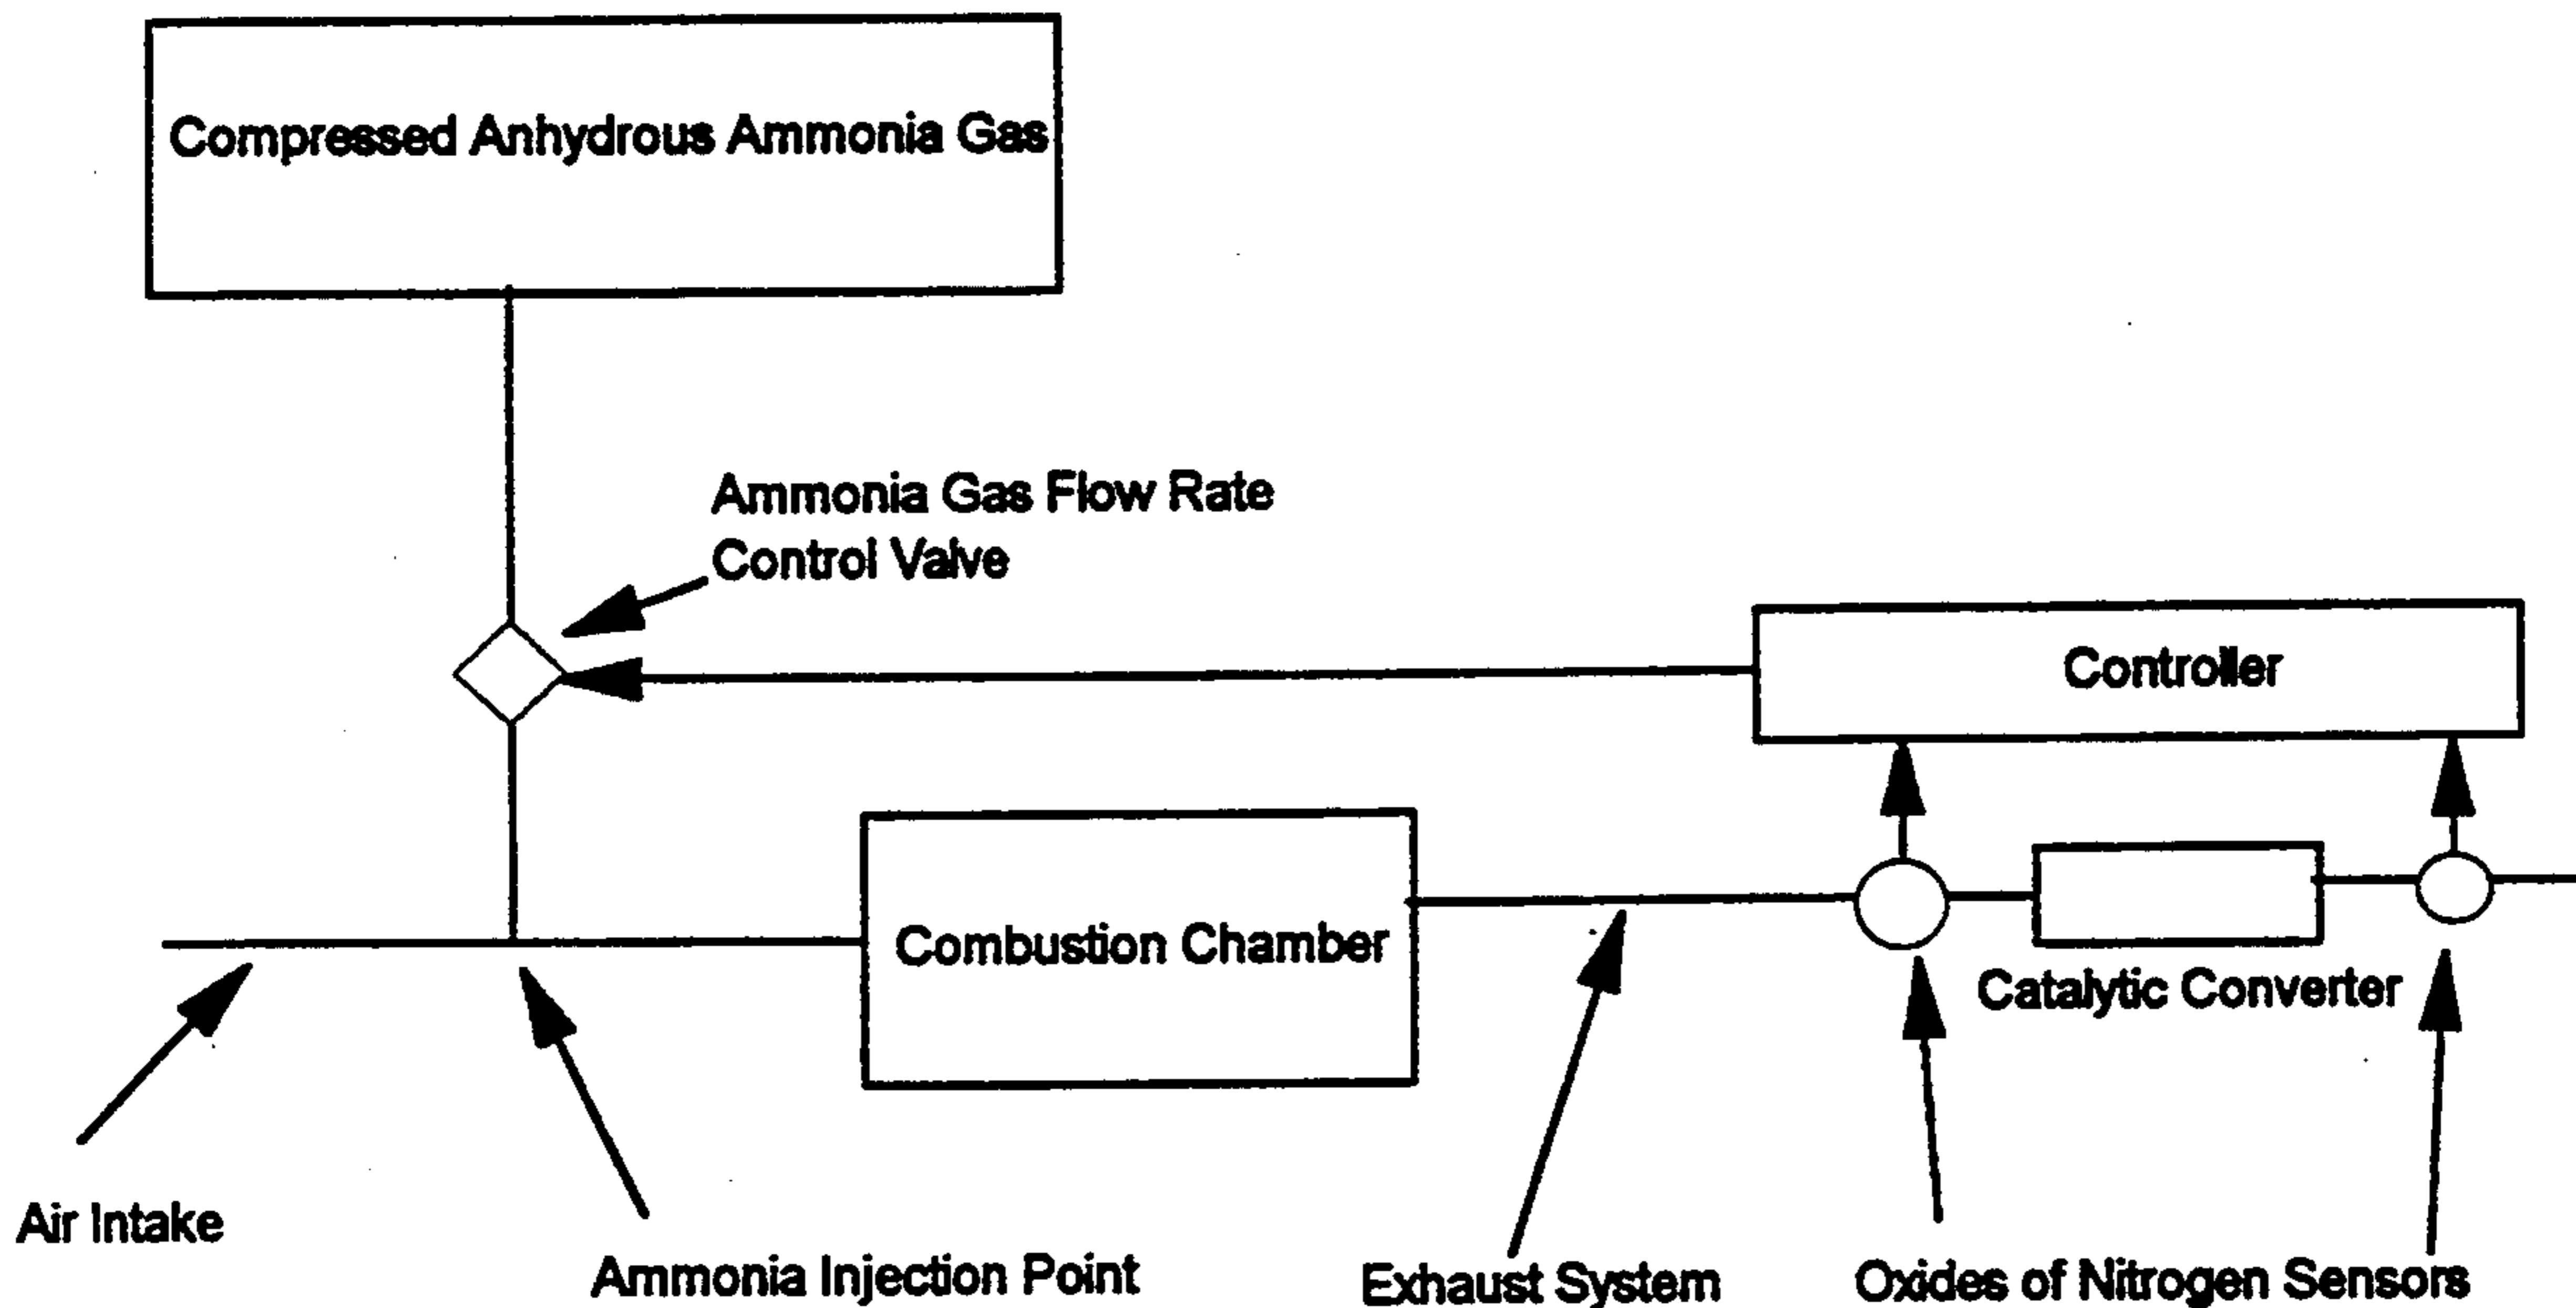 Compressed Anhydrous Ammonia Gas
Ammonia Gas Flow Rate
Control Valve
Controller
Combustion Chamber
Catalytic Converter
Air Intake
Ammonia Injection Point
Exhaust System
Oxides of Nitrogen Sensors